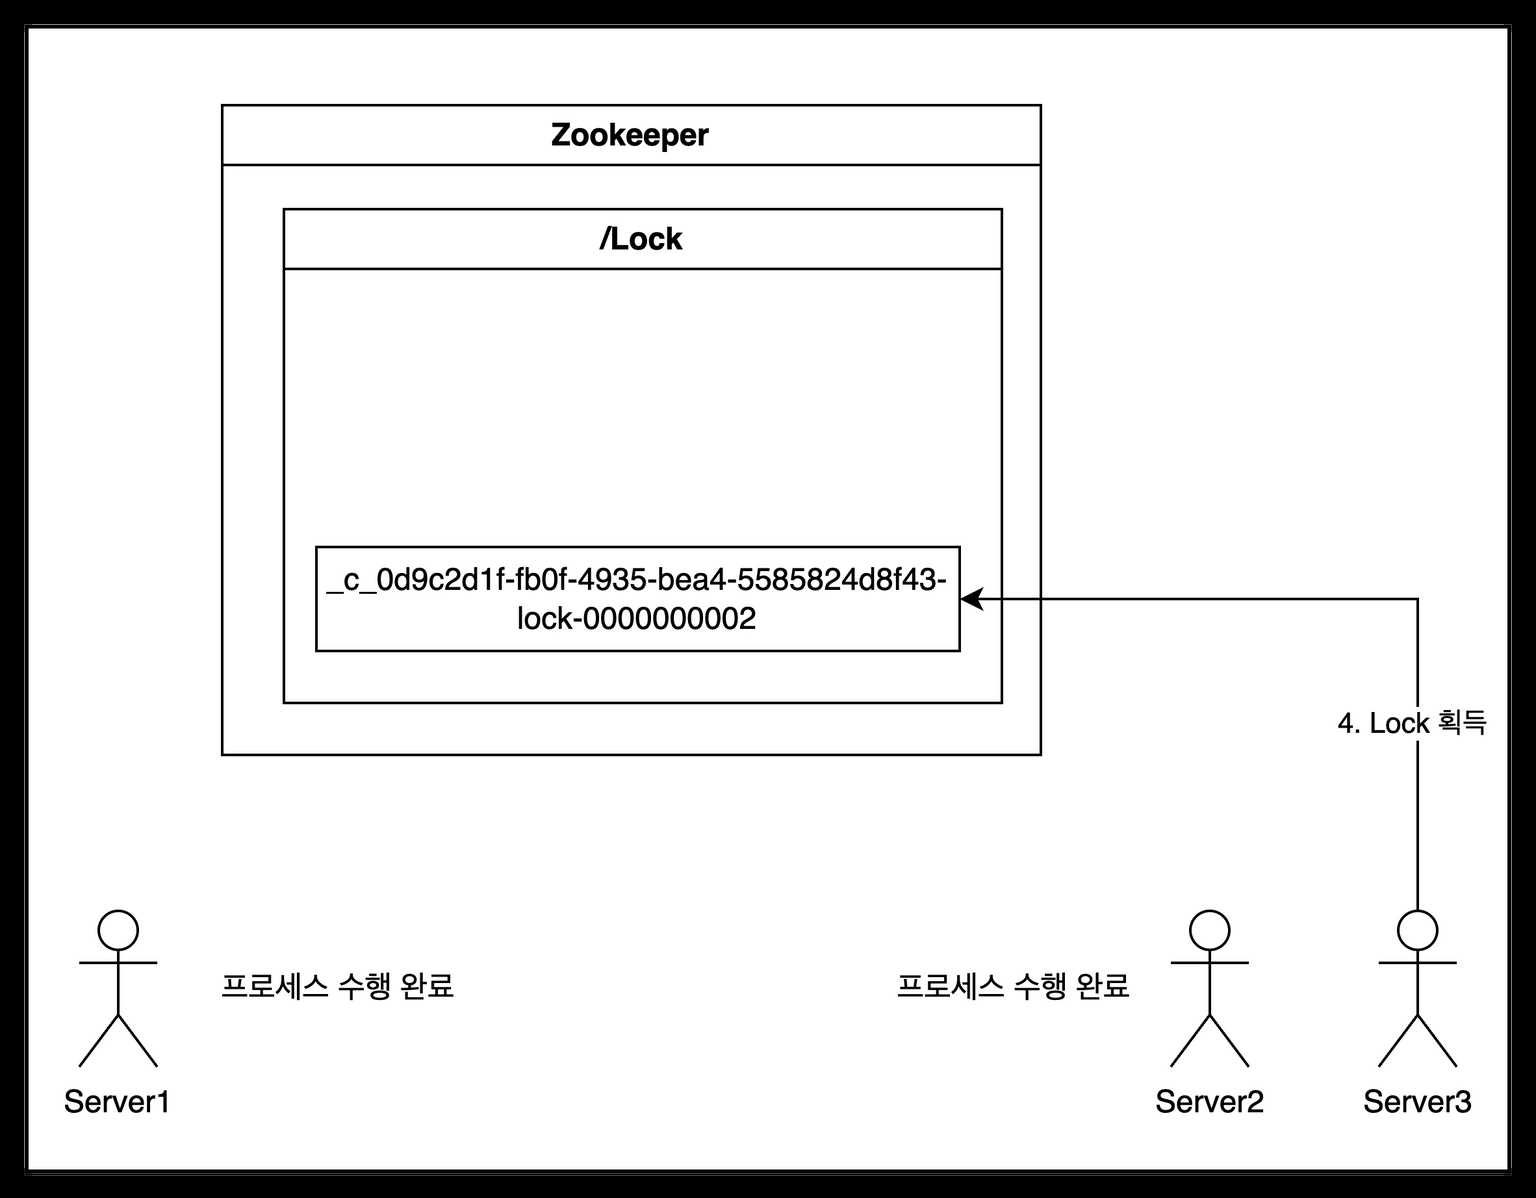 Zookeeper
/Lock
_c_0d9c2d1f-fb0f-4935-bea4-5585824d8f43-
lock-0000000002
4. Lock 획득
프로세스 수행 완료
프로세스 수행 완료
Server1
Server2
Server3